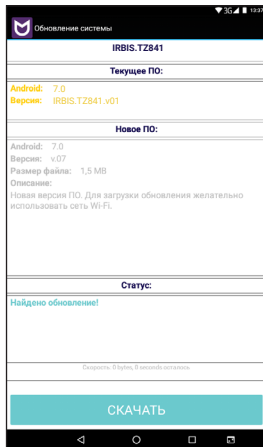 3G 13:37
Обновление системы
IRBIS.TZ841
Текущее ПО:
Android: 7.0
Версия: IRBIS.TZ841.v01
Новое ПО:
Android: 7.0
Версия: v.07
Размер файла: 1,5 MB
Описание:
Новая версия ПО. Для загрузки обновления желательно
использовать сеть Wi-Fi.
Статус:
Найдено обновление!
Скорость: 0 bytes, 0 seconds осталось.
СКАЧАТЬ